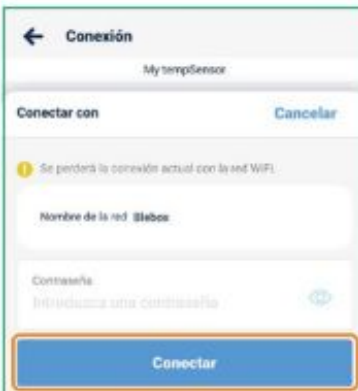 Conexión
My tempSensor
Conectar con Cancelar
Se perderá la conexión actual con la red WiFi.
Nombre de la red Blebox
Contraseña
Introduzca una contraseña
Conectar